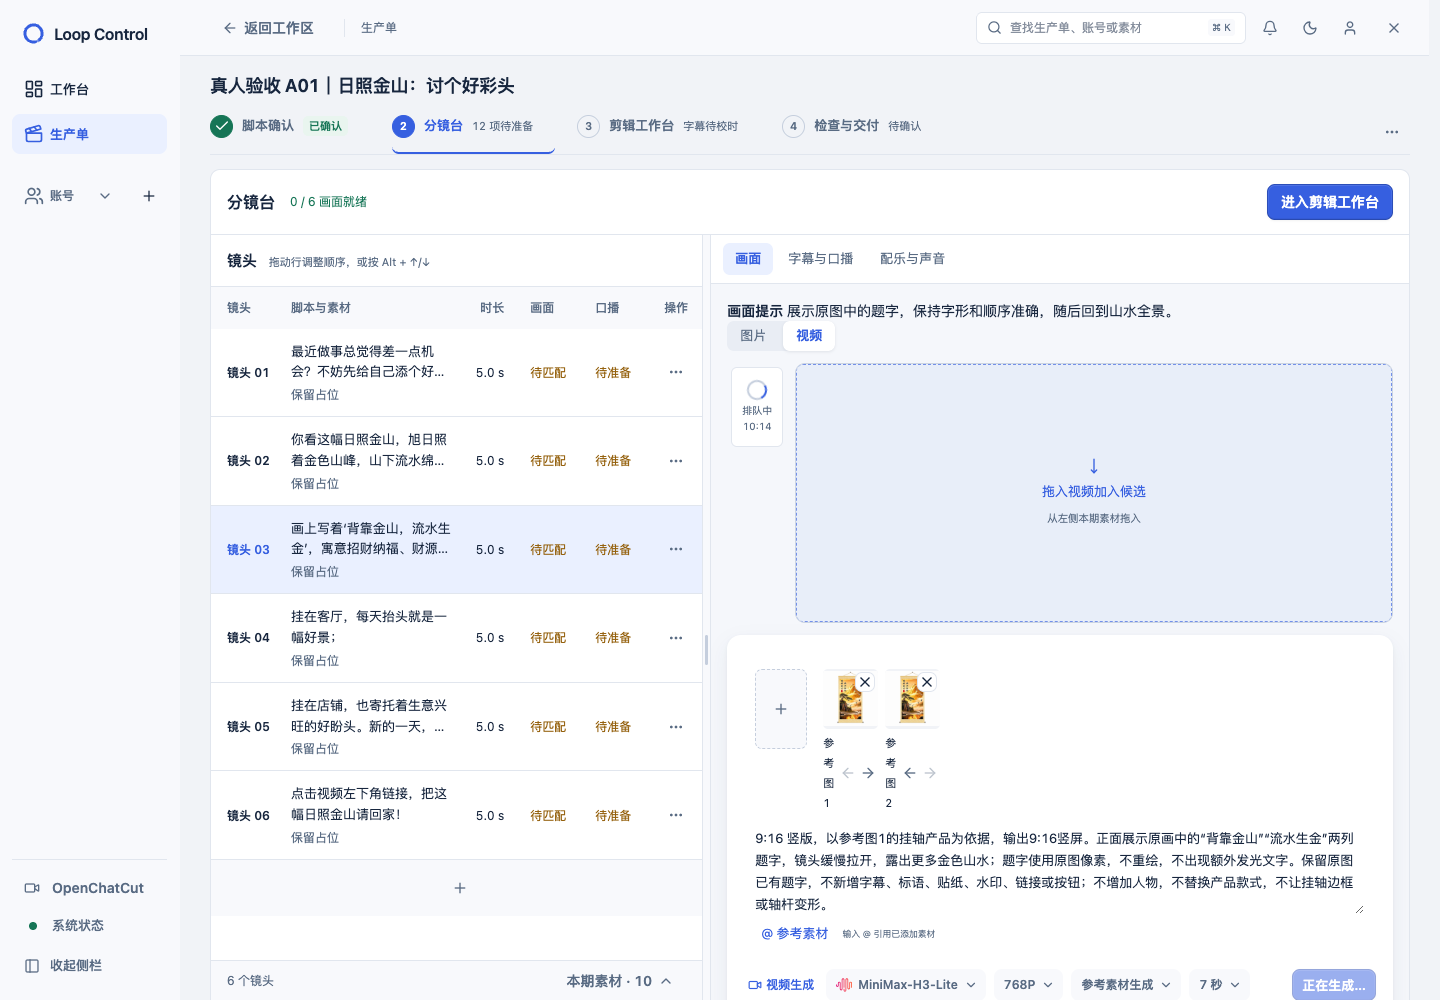 Loop Control
工作台
生产单
账号
OpenChatCut
系统状态
收起侧栏
返回工作区
生产单
查找生产单、账号或素材
⌘ K
真人验收 A01｜日照金山：讨个好彩头
脚本确认 已确认
2 分镜台 12 项待准备
3 剪辑工作台 字幕待校时
4 检查与交付 待确认
分镜台 0 / 6 画面就绪
进入剪辑工作台
镜头 拖动行调整顺序，或按 Alt + ↑/↓
镜头 脚本与素材 时长 画面 口播 操作
镜头 01
最近做事总觉得差一点机
会？不妨先给自己添个好…
保留占位
5.0 s 待匹配 待准备
镜头 02
你看这幅日照金山，旭日照
着金色山峰，山下流水绵…
保留占位
5.0 s 待匹配 待准备
镜头 03
画上写着‘背靠金山，流水生
金’，寓意招财纳福、财源…
保留占位
5.0 s 待匹配 待准备
镜头 04
挂在客厅，每天抬头就是一
幅好景；
保留占位
5.0 s 待匹配 待准备
镜头 05
挂在店铺，也寄托着生意兴
旺的好盼头。新的一天，…
保留占位
5.0 s 待匹配 待准备
镜头 06
点击视频左下角链接，把这
幅日照金山请回家！
保留占位
5.0 s 待匹配 待准备
6 个镜头
本期素材 · 10
画面 字幕与口播 配乐与声音
画面提示 展示原图中的题字，保持字形和顺序准确，随后回到山水全景。
图片 视频
排队中
10:14
拖入视频加入候选
从左侧本期素材拖入
参考图1
参考图2
9:16 竖版，以参考图1的挂轴产品为依据，输出9:16竖屏。正面展示原画中的“背靠金山”“流水生金”两列
题字，镜头缓慢拉开，露出更多金色山水；题字使用原图像素，不重绘，不出现额外发光文字。保留原图
已有题字，不新增字幕、标语、贴纸、水印、链接或按钮；不增加人物，不替换产品款式，不让挂轴边框
或轴杆变形。
@ 参考素材 输入 @ 引用已添加素材
视频生成 MiniMax-H3-Lite 768P 参考素材生成 7 秒 正在生成...